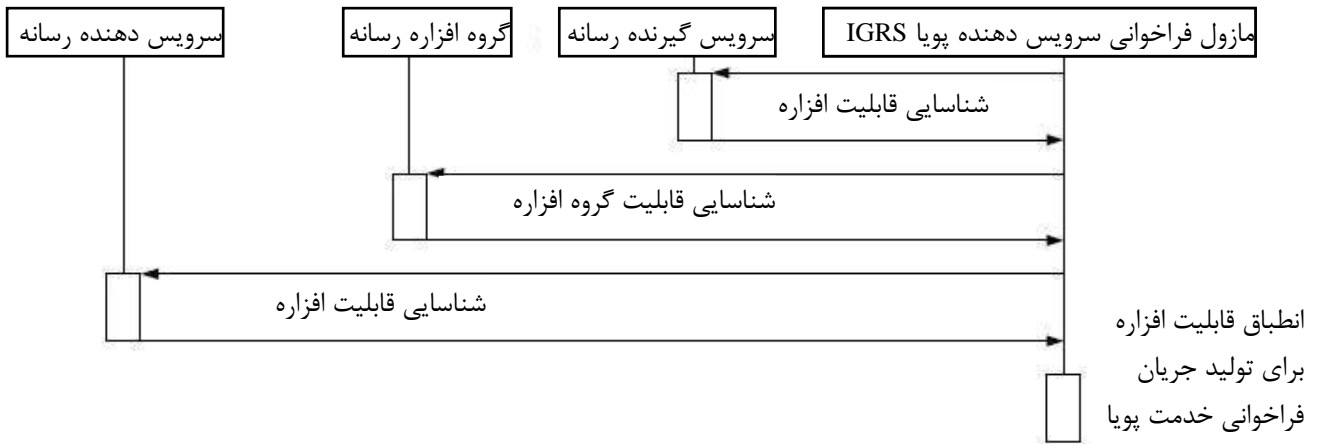 مازول فراخوانی سرویس دهنده پویا IGRS
سرویس گیرنده رسانه
گروه افزاره رسانه
سرویس دهنده رسانه
شناسایی قابلیت افزاره
شناسایی قابلیت گروه افزاره
شناسایی قابلیت افزاره
انطباق قابلیت افزاره
برای تولید جریان
فراخوانی خدمت پویا